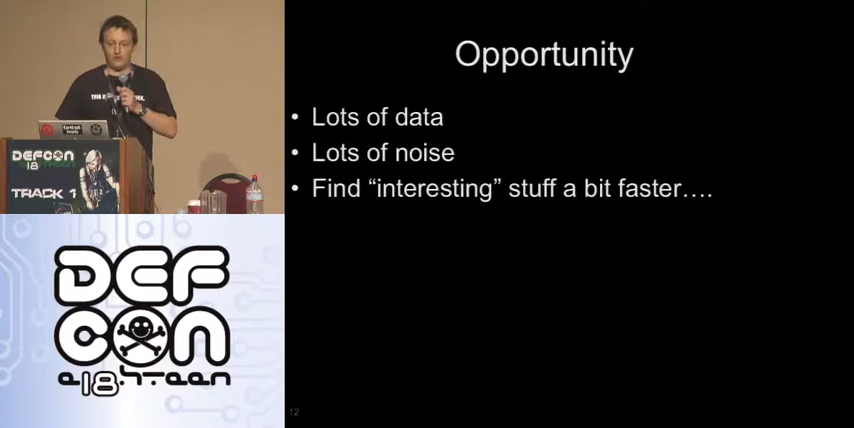 Opportunity
• Lots of data
• Lots of noise
• Find “interesting” stuff a bit faster….
12
DEFCON
18
TRACK 1
DEF
CON
e18hteen